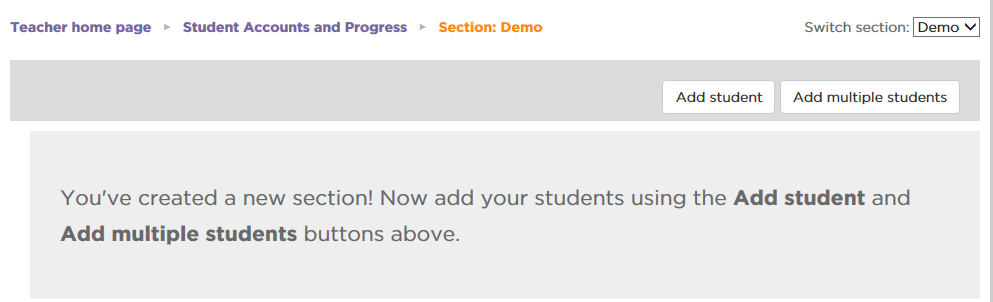 Teacher home page ▸ Student Accounts and Progress ▸ Section: Demo Switch section: Demo
Add student Add multiple students
You've created a new section! Now add your students using the Add student and
Add multiple students buttons above.